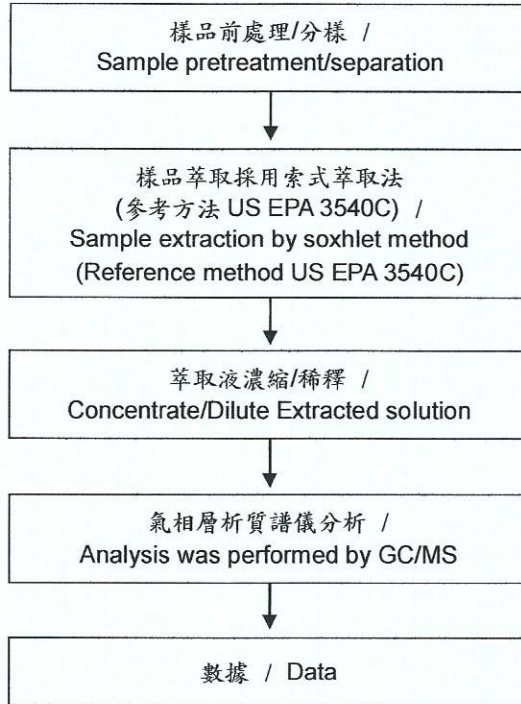 樣品前處理/分樣 /
Sample pretreatment/separation
樣品萃取採用索式萃取法
(參考方法 US EPA 3540C) /
Sample extraction by soxhlet method
(Reference method US EPA 3540C)
萃取液濃縮/稀釋 /
Concentrate/Dilute Extracted solution
氣相層析質譜儀分析 /
Analysis was performed by GC/MS
數據 / Data